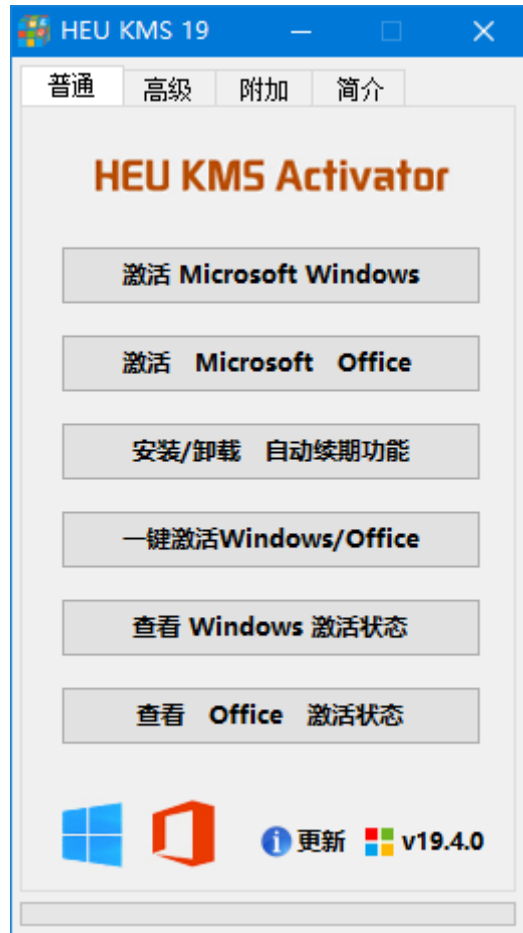 HEU KMS 19
普通 高级 附加 简介
HEU KMS Activator
激活 Microsoft Windows
激活 Microsoft Office
安装/卸载 自动续期功能
一键激活Windows/Office
查看 Windows 激活状态
查看 Office 激活状态
更新 v19.4.0